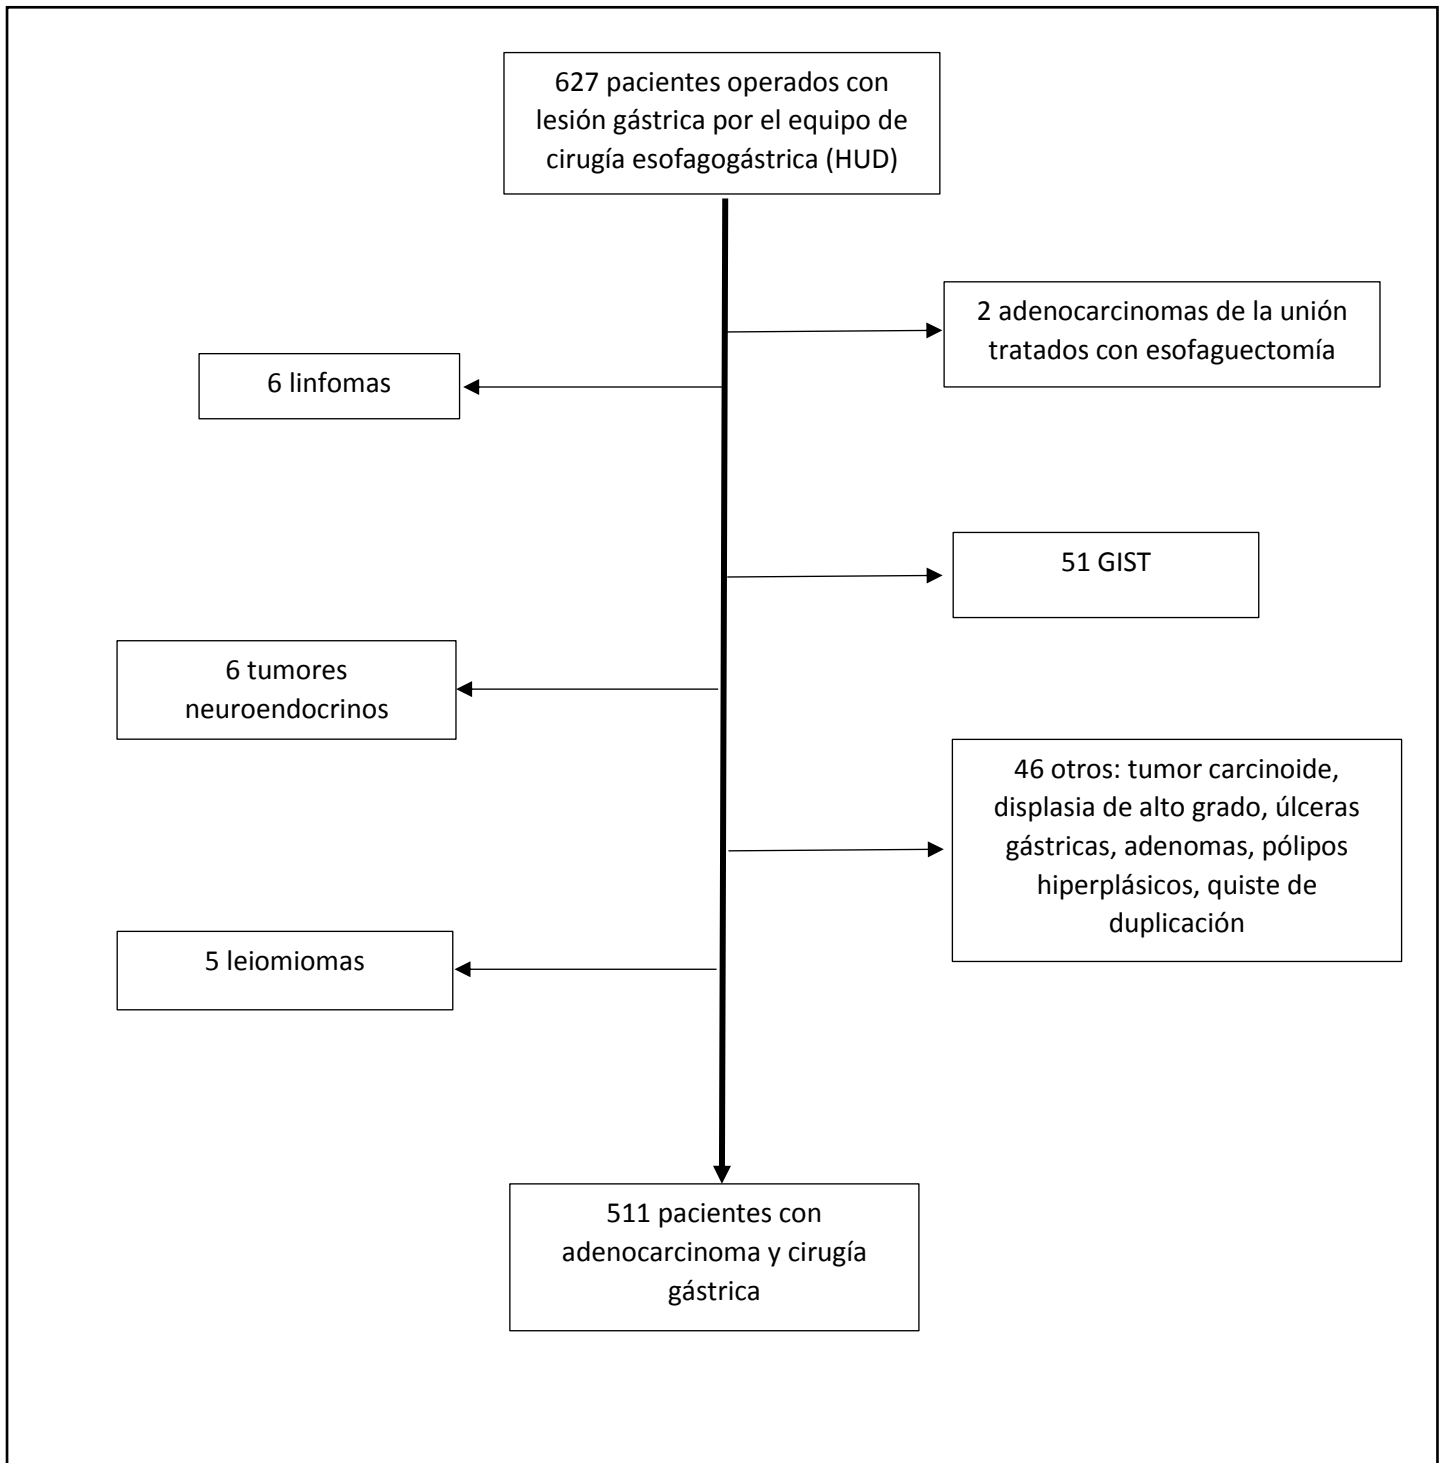 627 pacientes operados con
lesión gástrica por el equipo de
cirugía esofagogástrica (HUD)
2 adenocarcinomas de la unión
tratados con esofaguectomía
6 linfomas
51 GIST
6 tumores
neuroendocrinos
46 otros: tumor carcinoide,
displasia de alto grado, úlceras
gástricas, adenomas, pólipos
hiperplásicos, quiste de
duplicación
5 leiomiomas
511 pacientes con
adenocarcinoma y cirugía
gástrica